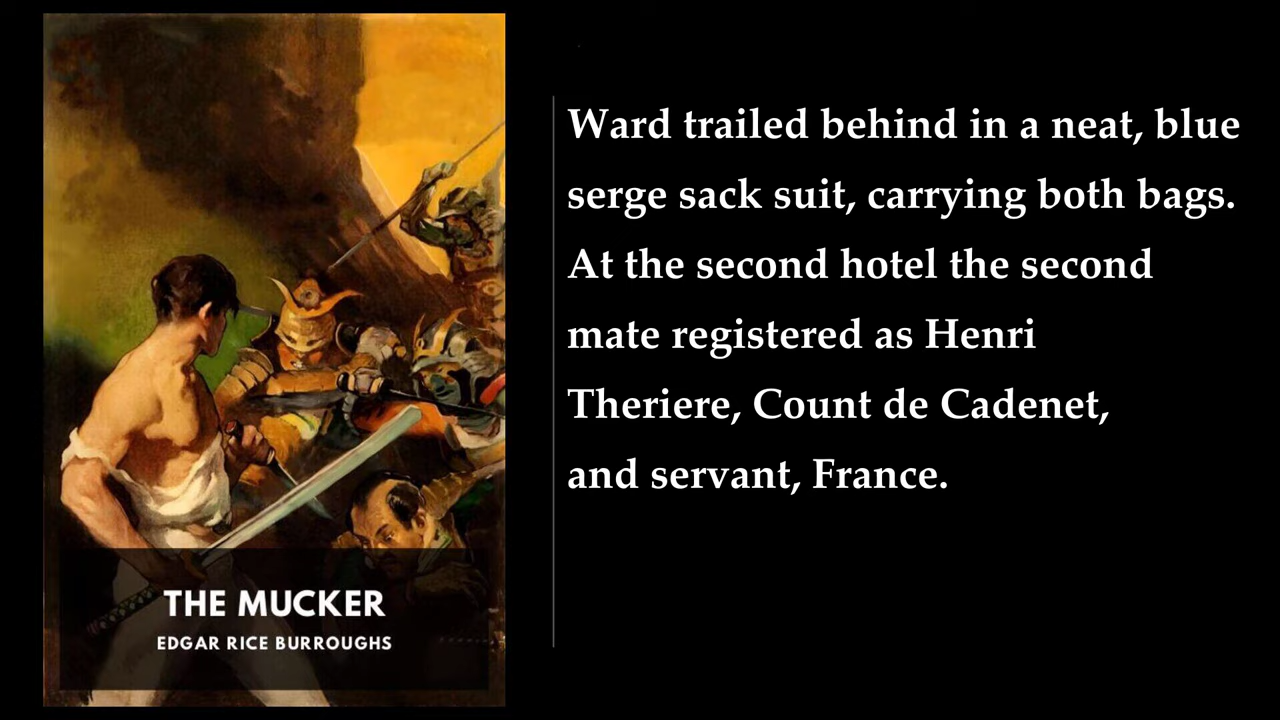 THE MUCKER
EDGAR RICE BURROUGHS
Ward trailed behind in a neat, blue
serge sack suit, carrying both bags.
At the second hotel the second
mate registered as Henri
Theriere, Count de Cadenet,
and servant, France.